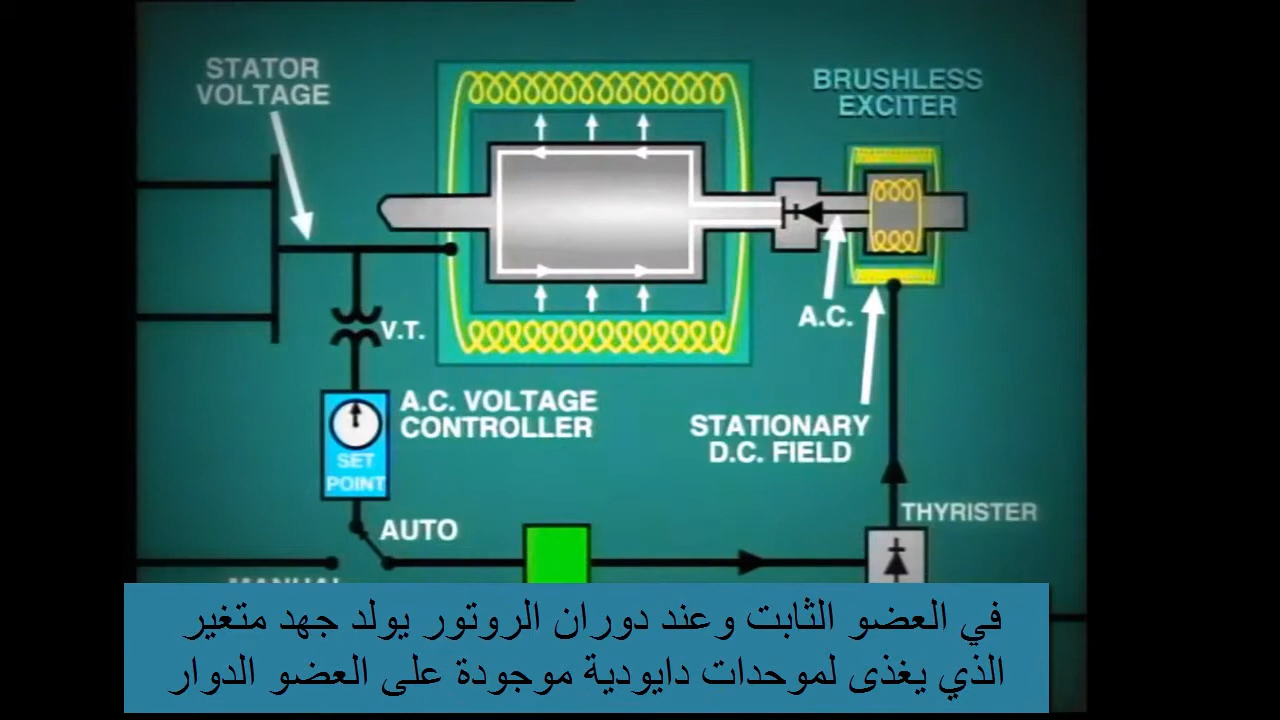 STATOR
VOLTAGE
BRUSHLESS
EXCITER
V.T.
A.C.
A.C. VOLTAGE
CONTROLLER
SET
POINT
STATIONARY
D.C. FIELD
THYRISTER
AUTO
MANUAL
في العضو الثابت وعند دوران الروتور يولد جهد متغير
الذي يغذى لموحدات دايودية موجودة على العضو الدوار